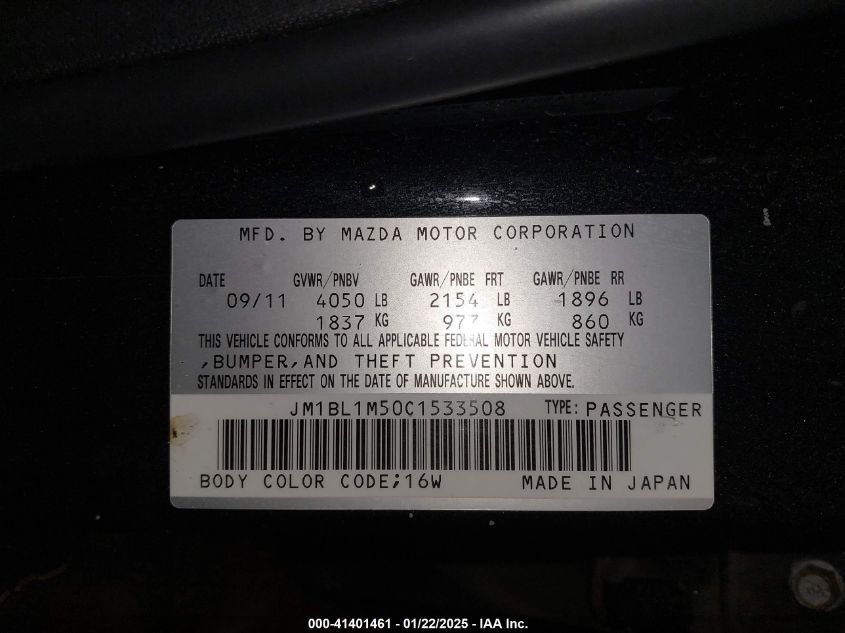 MFD. BY MAZDA MOTOR CORPORATION
DATE GVWR/PNBV GAWR/PNBE FRT GAWR/PNBE RR
09/11 4050 LB 2154 LB 1896 LB
1837 KG 977 KG 860 KG
THIS VEHICLE CONFORMS TO ALL APPLICABLE FEDERAL MOTOR VEHICLE SAFETY
,BUMPER,AND THEFT PREVENTION
STANDARDS IN EFFECT ON THE DATE OF MANUFACTURE SHOWN ABOVE.
JM1BL1M50C1533508 TYPE: PASSENGER
BODY COLOR CODE;16W MADE IN JAPAN
000-41401461 - 01/22/2025 - IAA Inc.